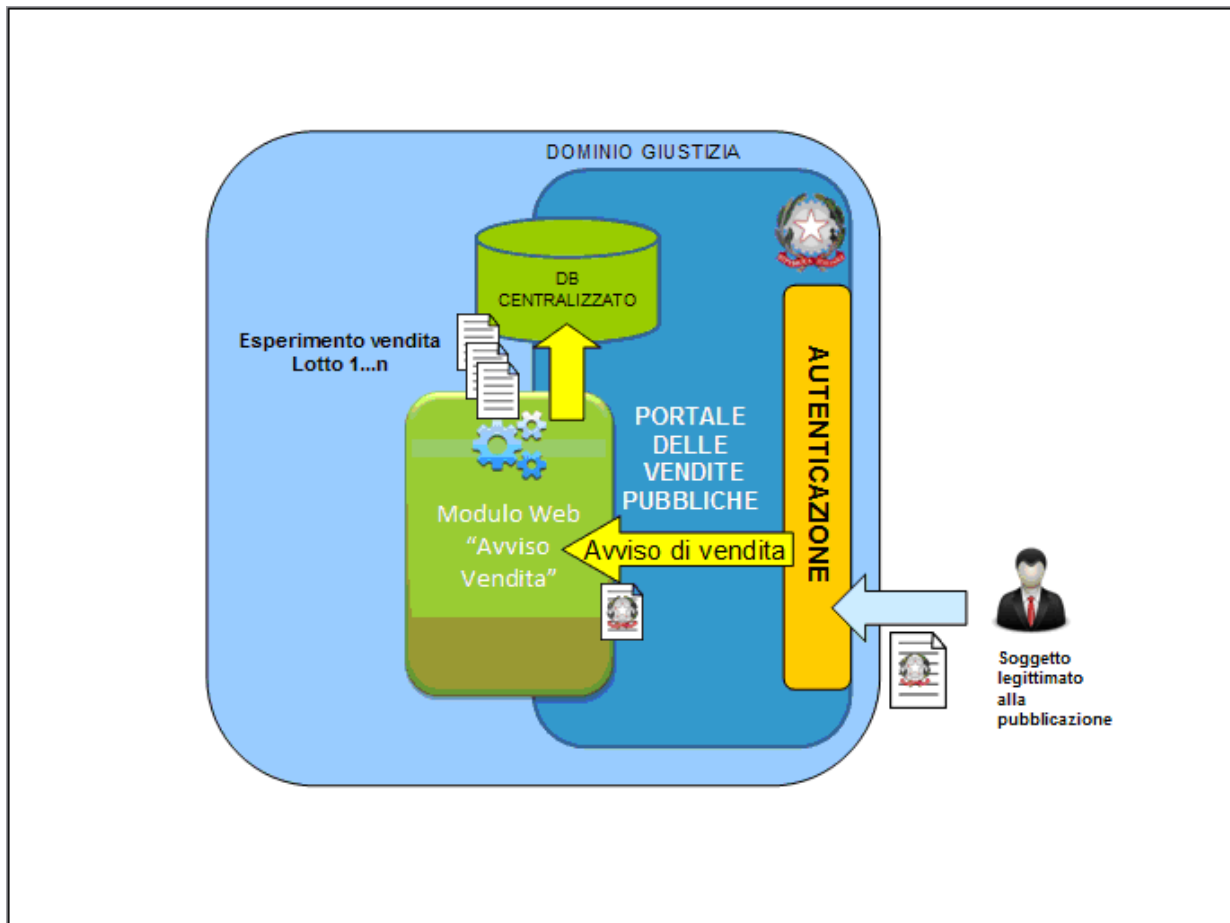 DOMINIO GIUSTIZIA
DB
CENTRALIZZATO
Esperimento vendita
Lotto 1...n
PORTALE
DELLE
VENDITE
PUBBLICHE
AUTENTICAZIONE
Modulo Web
“Avviso
Vendita”
Avviso di vendita
Soggetto
legittimato
alla
pubblicazione